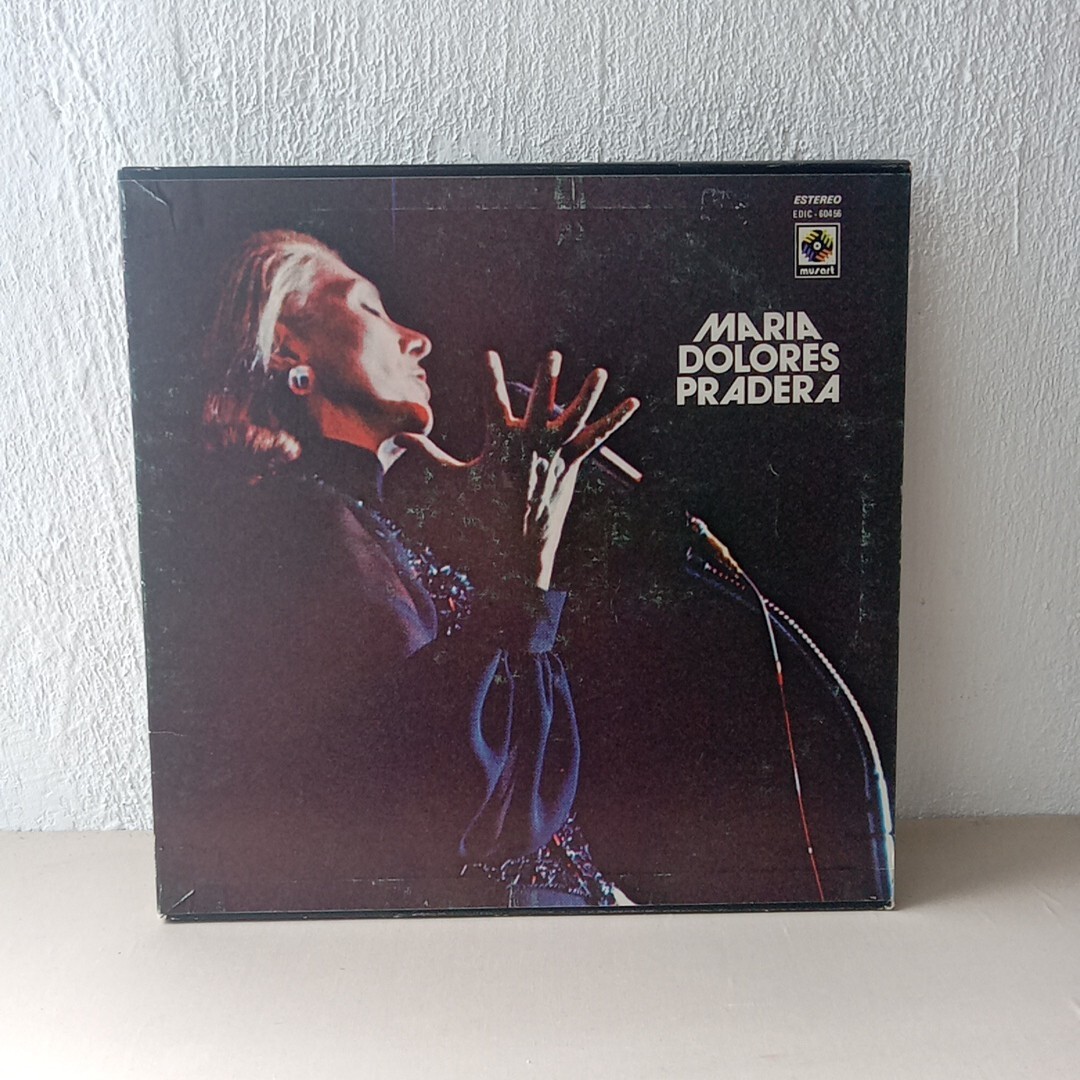 ESTEREO
EDIC - 60456
musart
MARIA
DOLORES
PRADERA